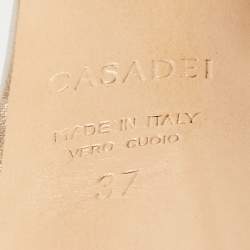 CASADEI
MADE IN ITALY
VERO CUOIO
37